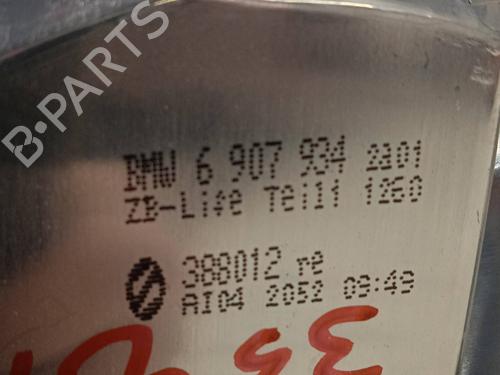 BMW 6 907 934 2a01
ZB-Life Teil1 1260
388012 re
AI04 2052 09:49
B-PARTS